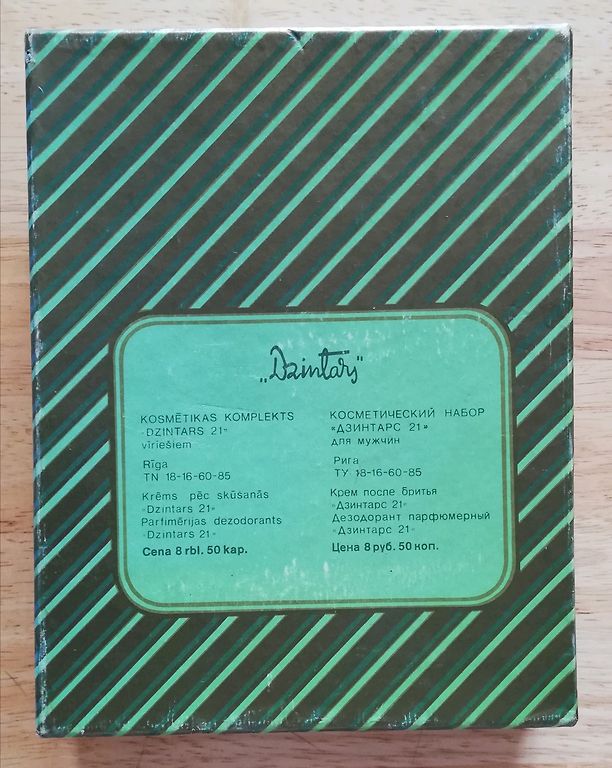 „Dzintars"
KOSMĒTIKAS KOMPLEKTS
«DZINTARS 21»
vīriešiem
Rīga
TN 18-16-60-85
Krēms pēc skūšanās
«Dzintars 21»
Parfimērijas dezodorants
«Dzintars 21»
Cena 8 rbl. 50 kap.
КОСМЕТИЧЕСКИЙ НАБОР
«ДЗИНТАРС 21»
для мужчин
Рига
ТУ 18-16-60-85
Крем после бритья
«Дзинтарс 21»
Дезодорант парфюмерный
«Дзинтарс 21»
Цена 8 руб. 50 коп.